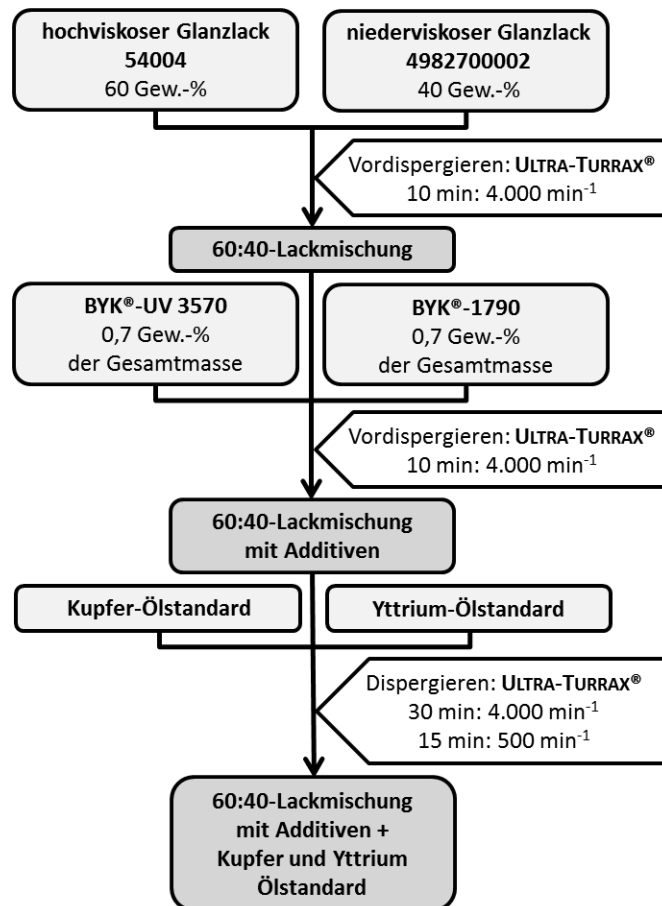 hochviskoser Glanzlack
54004
60 Gew.-%
niederviskoser Glanzlack
4982700002
40 Gew.-%
Vordispergieren: ULTRA-TURRAX®
10 min: 4.000 min⁻¹
60:40-Lackmischung
BYK®-UV 3570
0,7 Gew.-%
der Gesamtmasse
BYK®-1790
0,7 Gew.-%
der Gesamtmasse
Vordispergieren: ULTRA-TURRAX®
10 min: 4.000 min⁻¹
60:40-Lackmischung
mit Additiven
Kupfer-Ölstandard
Yttrium-Ölstandard
Dispergieren: ULTRA-TURRAX®
30 min: 4.000 min⁻¹
15 min: 500 min⁻¹
60:40-Lackmischung
mit Additiven +
Kupfer und Yttrium
Ölstandard